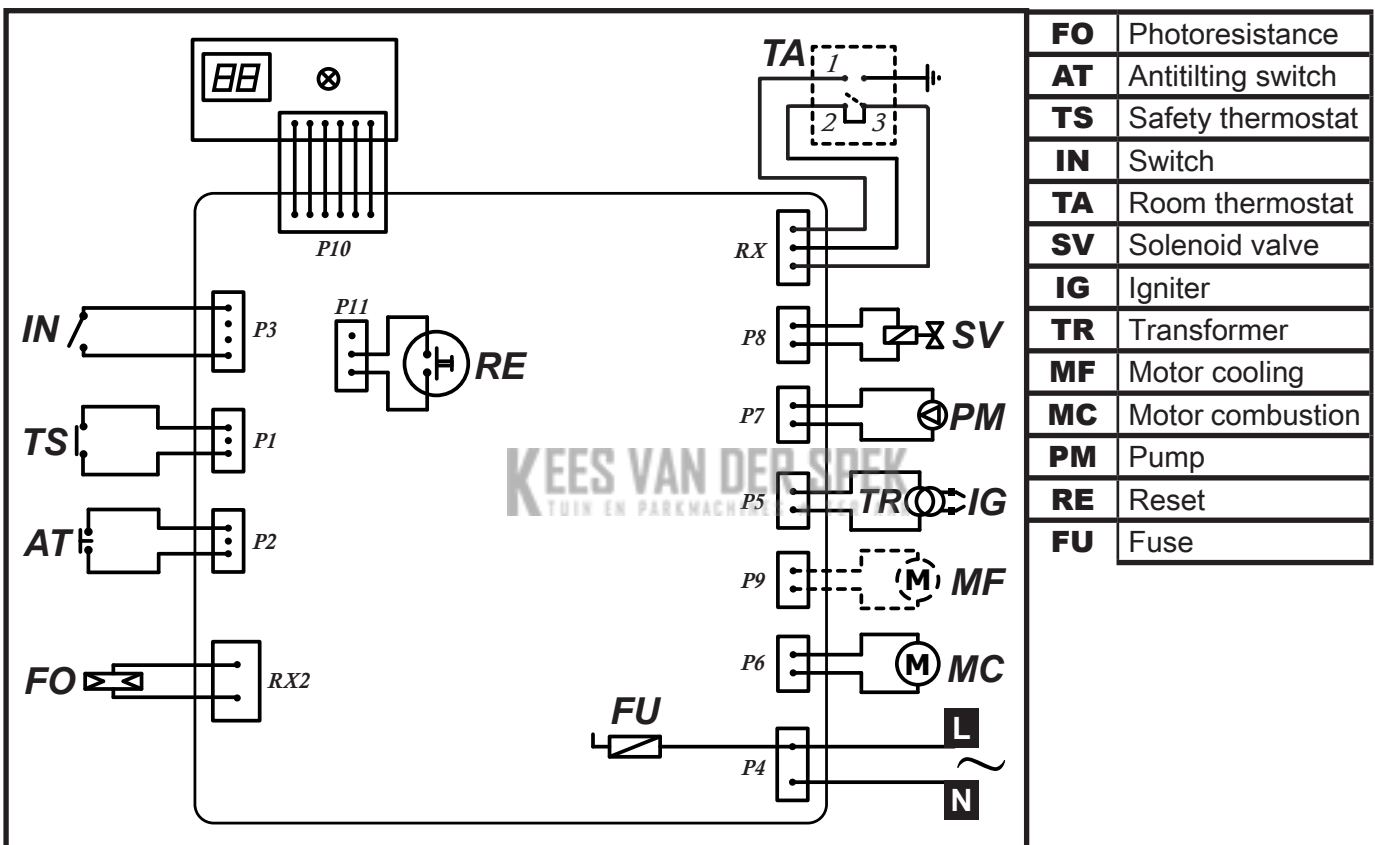 88
TA
1
2 3
P10
RX
IN
P3
P11
RE
P8
SV
TS
P1
P7
PM
AT
P2
P5
TR
IG
P9
M
MF
FO
RX2
P6
M
MC
FU
P4
L
N
KEES VAN DER SPEK
FO Photoresistance
AT Antitilting switch
TS Safety thermostat
IN Switch
TA Room thermostat
SV Solenoid valve
IG Igniter
TR Transformer
MF Motor cooling
MC Motor combustion
PM Pump
RE Reset
FU Fuse
TUIN EN PARKMACHINES